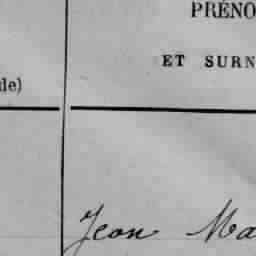 PRÉNO
ET SURN
de)
Jean Ma